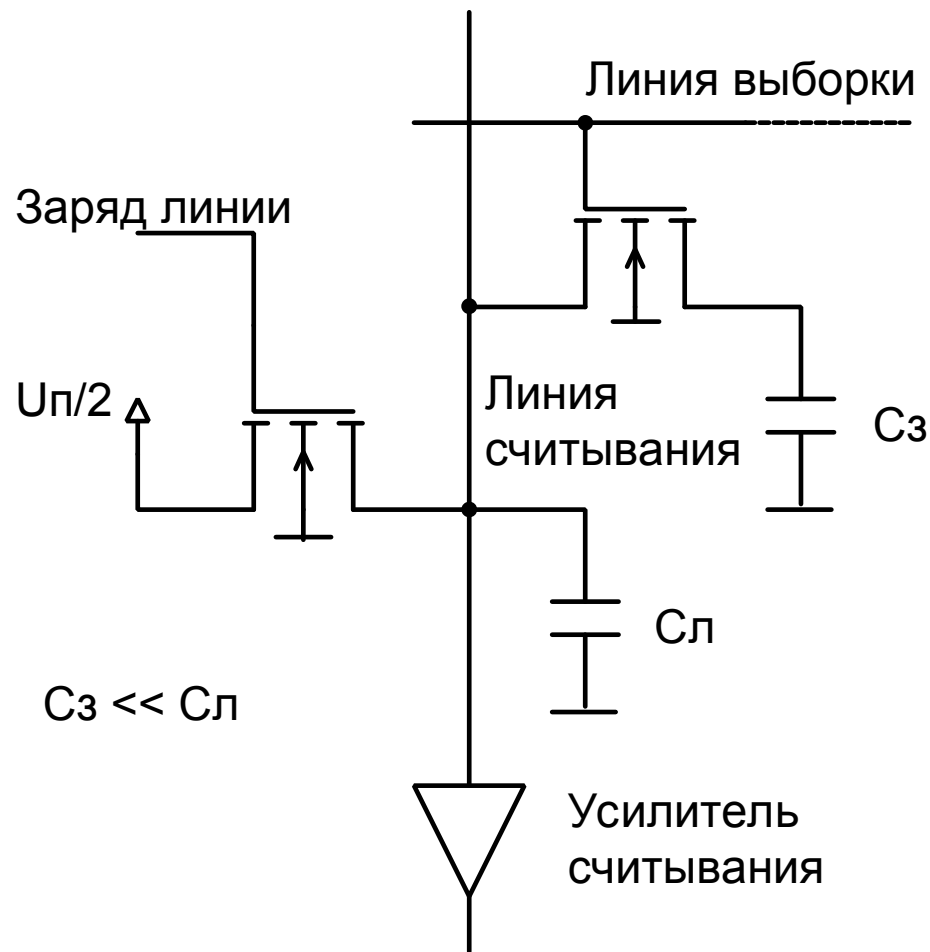 Линия выборки
Заряд линии
Uп/2
Линия
считывания
Сз
Сл
Сз << Сл
Усилитель
считывания